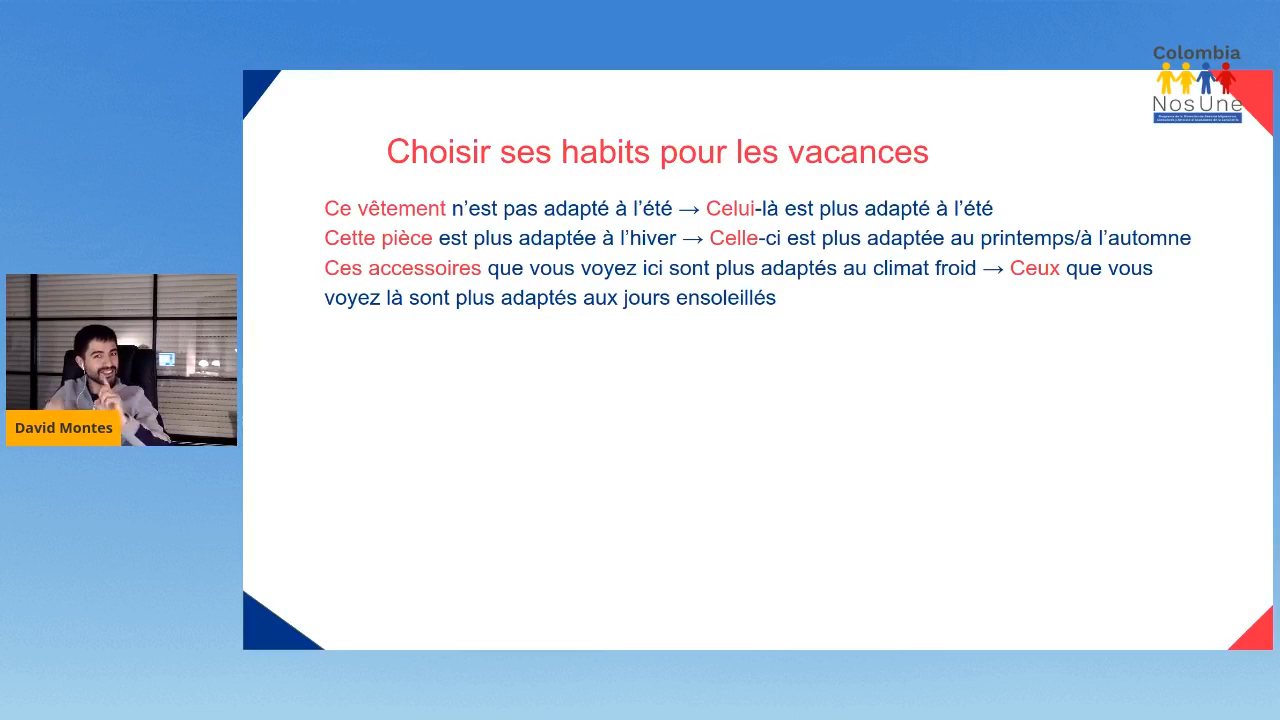 Colombia
NosUne
Choisir ses habits pour les vacances
Ce vêtement n’est pas adapté à l’été → Celui-là est plus adapté à l’été
Cette pièce est plus adaptée à l’hiver → Celle-ci est plus adaptée au printemps/à l’automne
Ces accessoires que vous voyez ici sont plus adaptés au climat froid → Ceux que vous
voyez là sont plus adaptés aux jours ensoleillés
David Montes